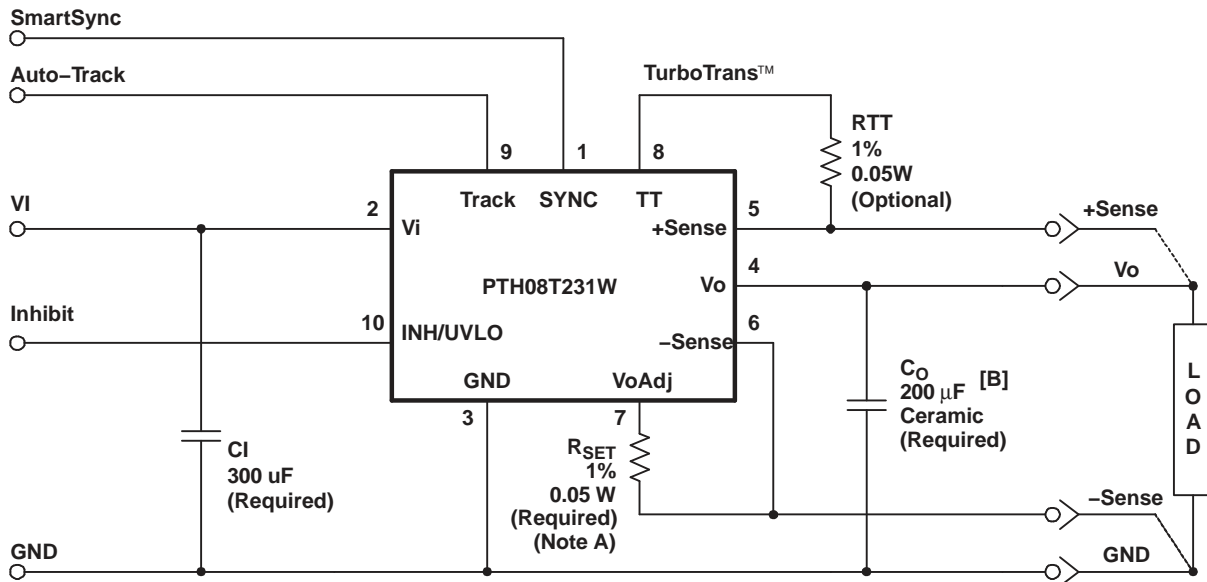 SmartSync
Auto−Track
TurboTrans™
RTT
1%
0.05W
(Optional)
9
1
8
VI
2
Track
SYNC
TT
5
+Sense
Vi
+Sense
4
Vo
PTH08T231W
Vo
Inhibit
10
INH/UVLO
6
−Sense
GND
VoAdj
CO
200 μF [B]
Ceramic
(Required)
LOAD
3
7
CI
300 uF
(Required)
RSET
1%
0.05 W
(Required)
(Note A)
−Sense
GND
GND